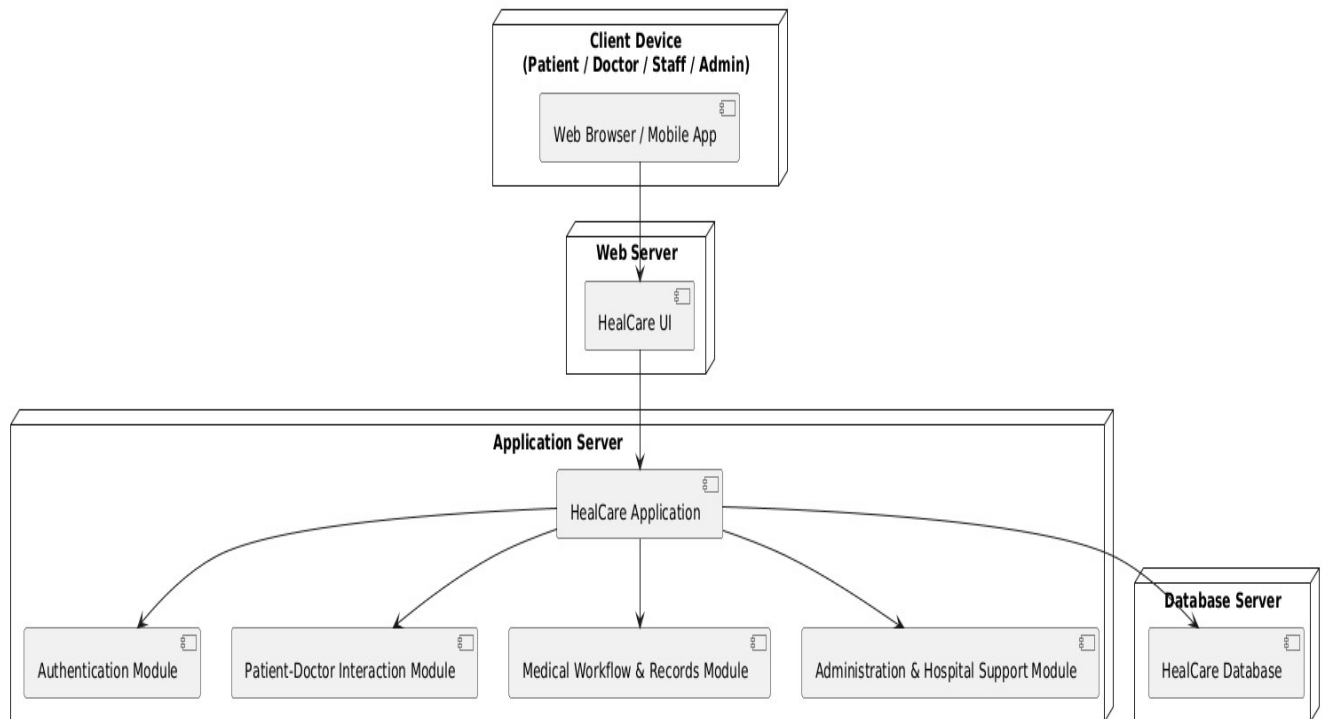 Client Device
(Patient / Doctor / Staff / Admin)
Web Browser / Mobile App
Web Server
HealCare UI
Application Server
HealCare Application
Database Server
Authentication Module
Patient-Doctor Interaction Module
Medical Workflow & Records Module
Administration & Hospital Support Module
HealCare Database